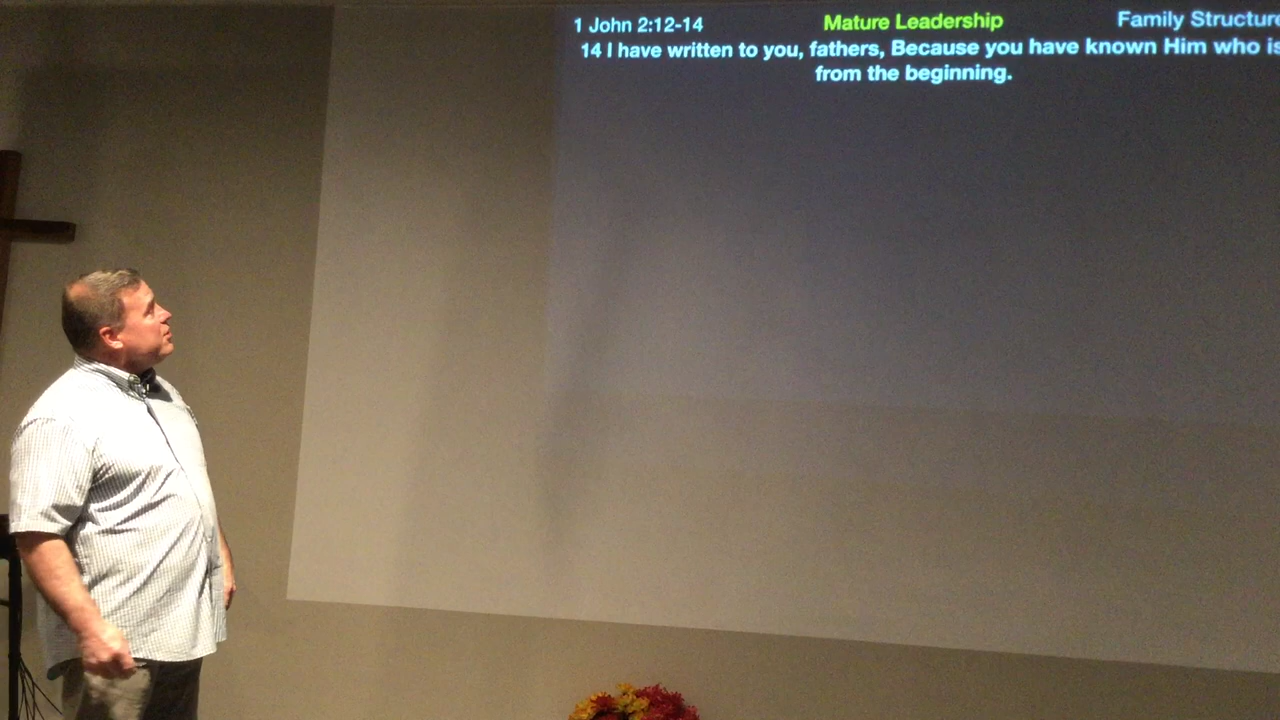 1 John 2:12-14 Mature Leadership Family Structure
14 I have written to you, fathers, Because you have known Him who is
from the beginning.